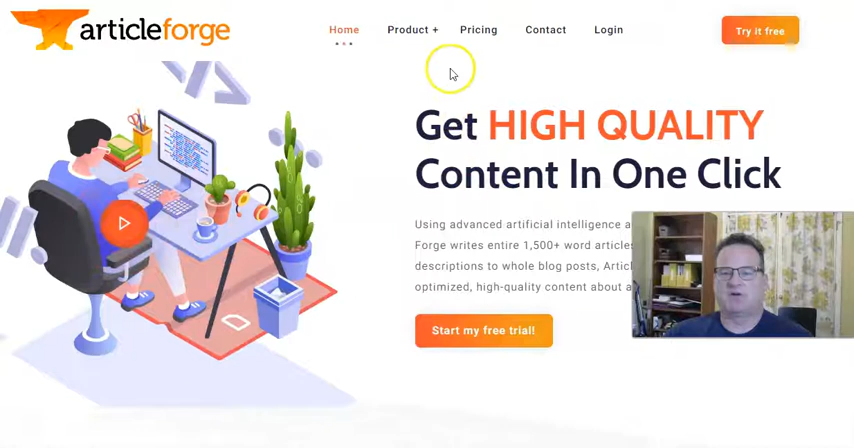 articleforge
Home Product + Pricing Contact Login Try it free
Get HIGH QUALITY
Content In One Click
Using advanced artificial intelligence a
Forge writes entire 1,500+ word articles
descriptions to whole blog posts, Artic
optimized, high-quality content about a
Start my free trial!